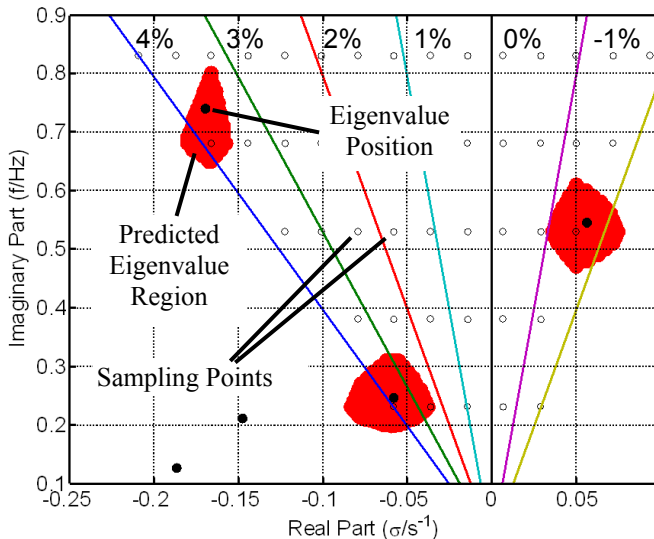 4% 3% 2% 1% 0% -1%
0.9
0.8
0.7
0.6
0.5
0.4
0.3
0.2
0.1
Imaginary Part (f/Hz)
Eigenvalue
Position
Predicted
Eigenvalue
Region
Sampling Points
-0.25 -0.2 -0.15 -0.1 -0.05 0 0.05
Real Part (σ/s⁻¹)